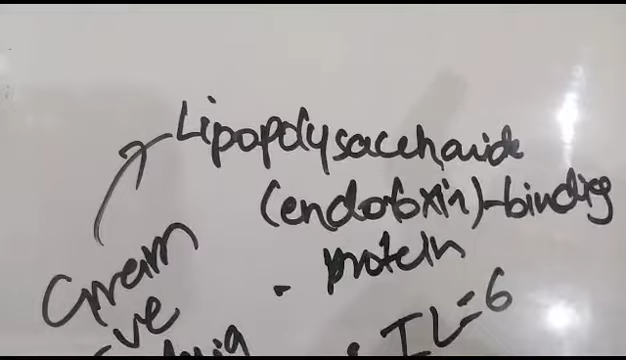 Lipopolysaccharide
(endotoxin)-binding
protein
Gram
-ve
IL-6